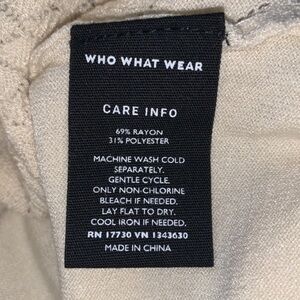 WHO WHAT WEAR
CARE INFO
69% RAYON
31% POLYESTER
MACHINE WASH COLD
SEPARATELY.
GENTLE CYCLE.
ONLY NON-CHLORINE
BLEACH IF NEEDED.
LAY FLAT TO DRY.
COOL IRON IF NEEDED.
RN 17730 VN 1343630
MADE IN CHINA